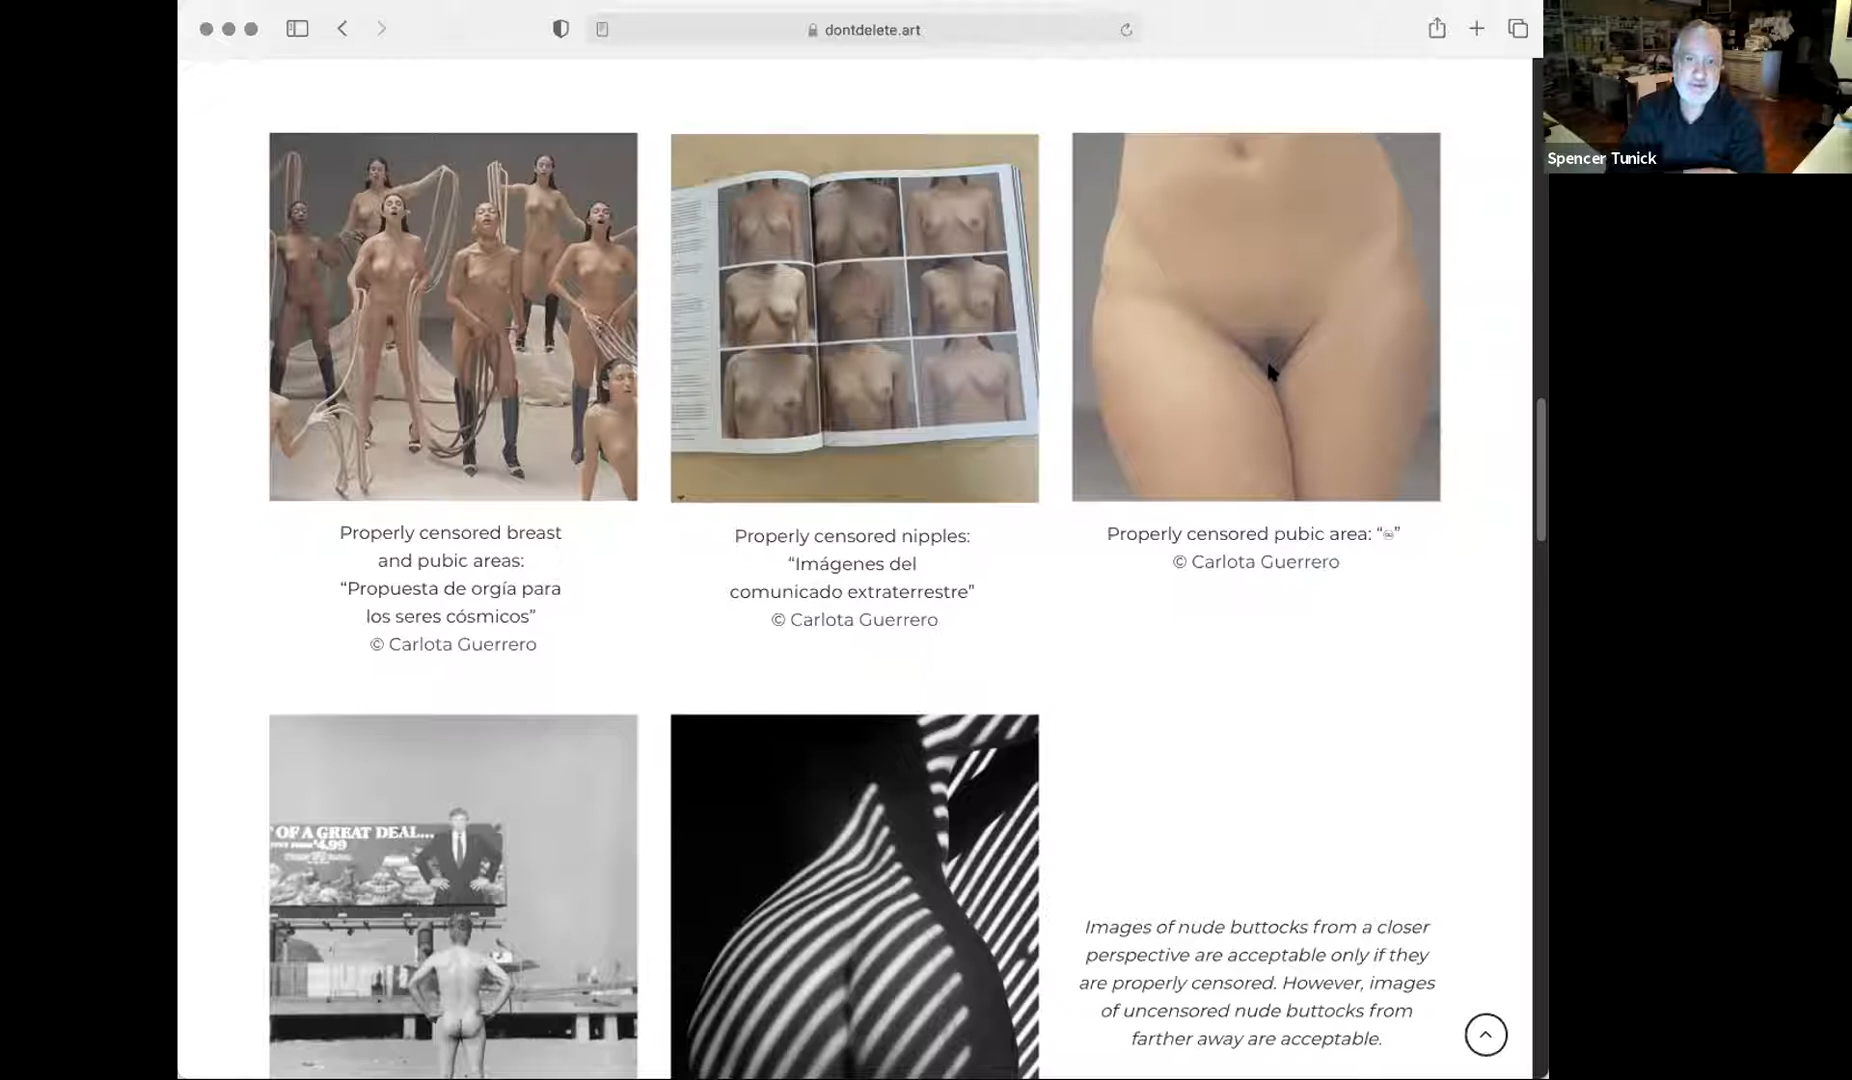 dontdelete.art
Spencer Tunick
Properly censored breast
and pubic areas:
“Propuesta de orgía para
los seres cósmicos”
© Carlota Guerrero
Properly censored nipples:
“Imágenes del
comunicado extraterrestre”
© Carlota Guerrero
Properly censored pubic area: “♾”
© Carlota Guerrero
OF A GREAT DEAL....
$4.99
Images of nude buttocks from a closer
perspective are acceptable only if they
are properly censored. However, images
of uncensored nude buttocks from
farther away are acceptable.